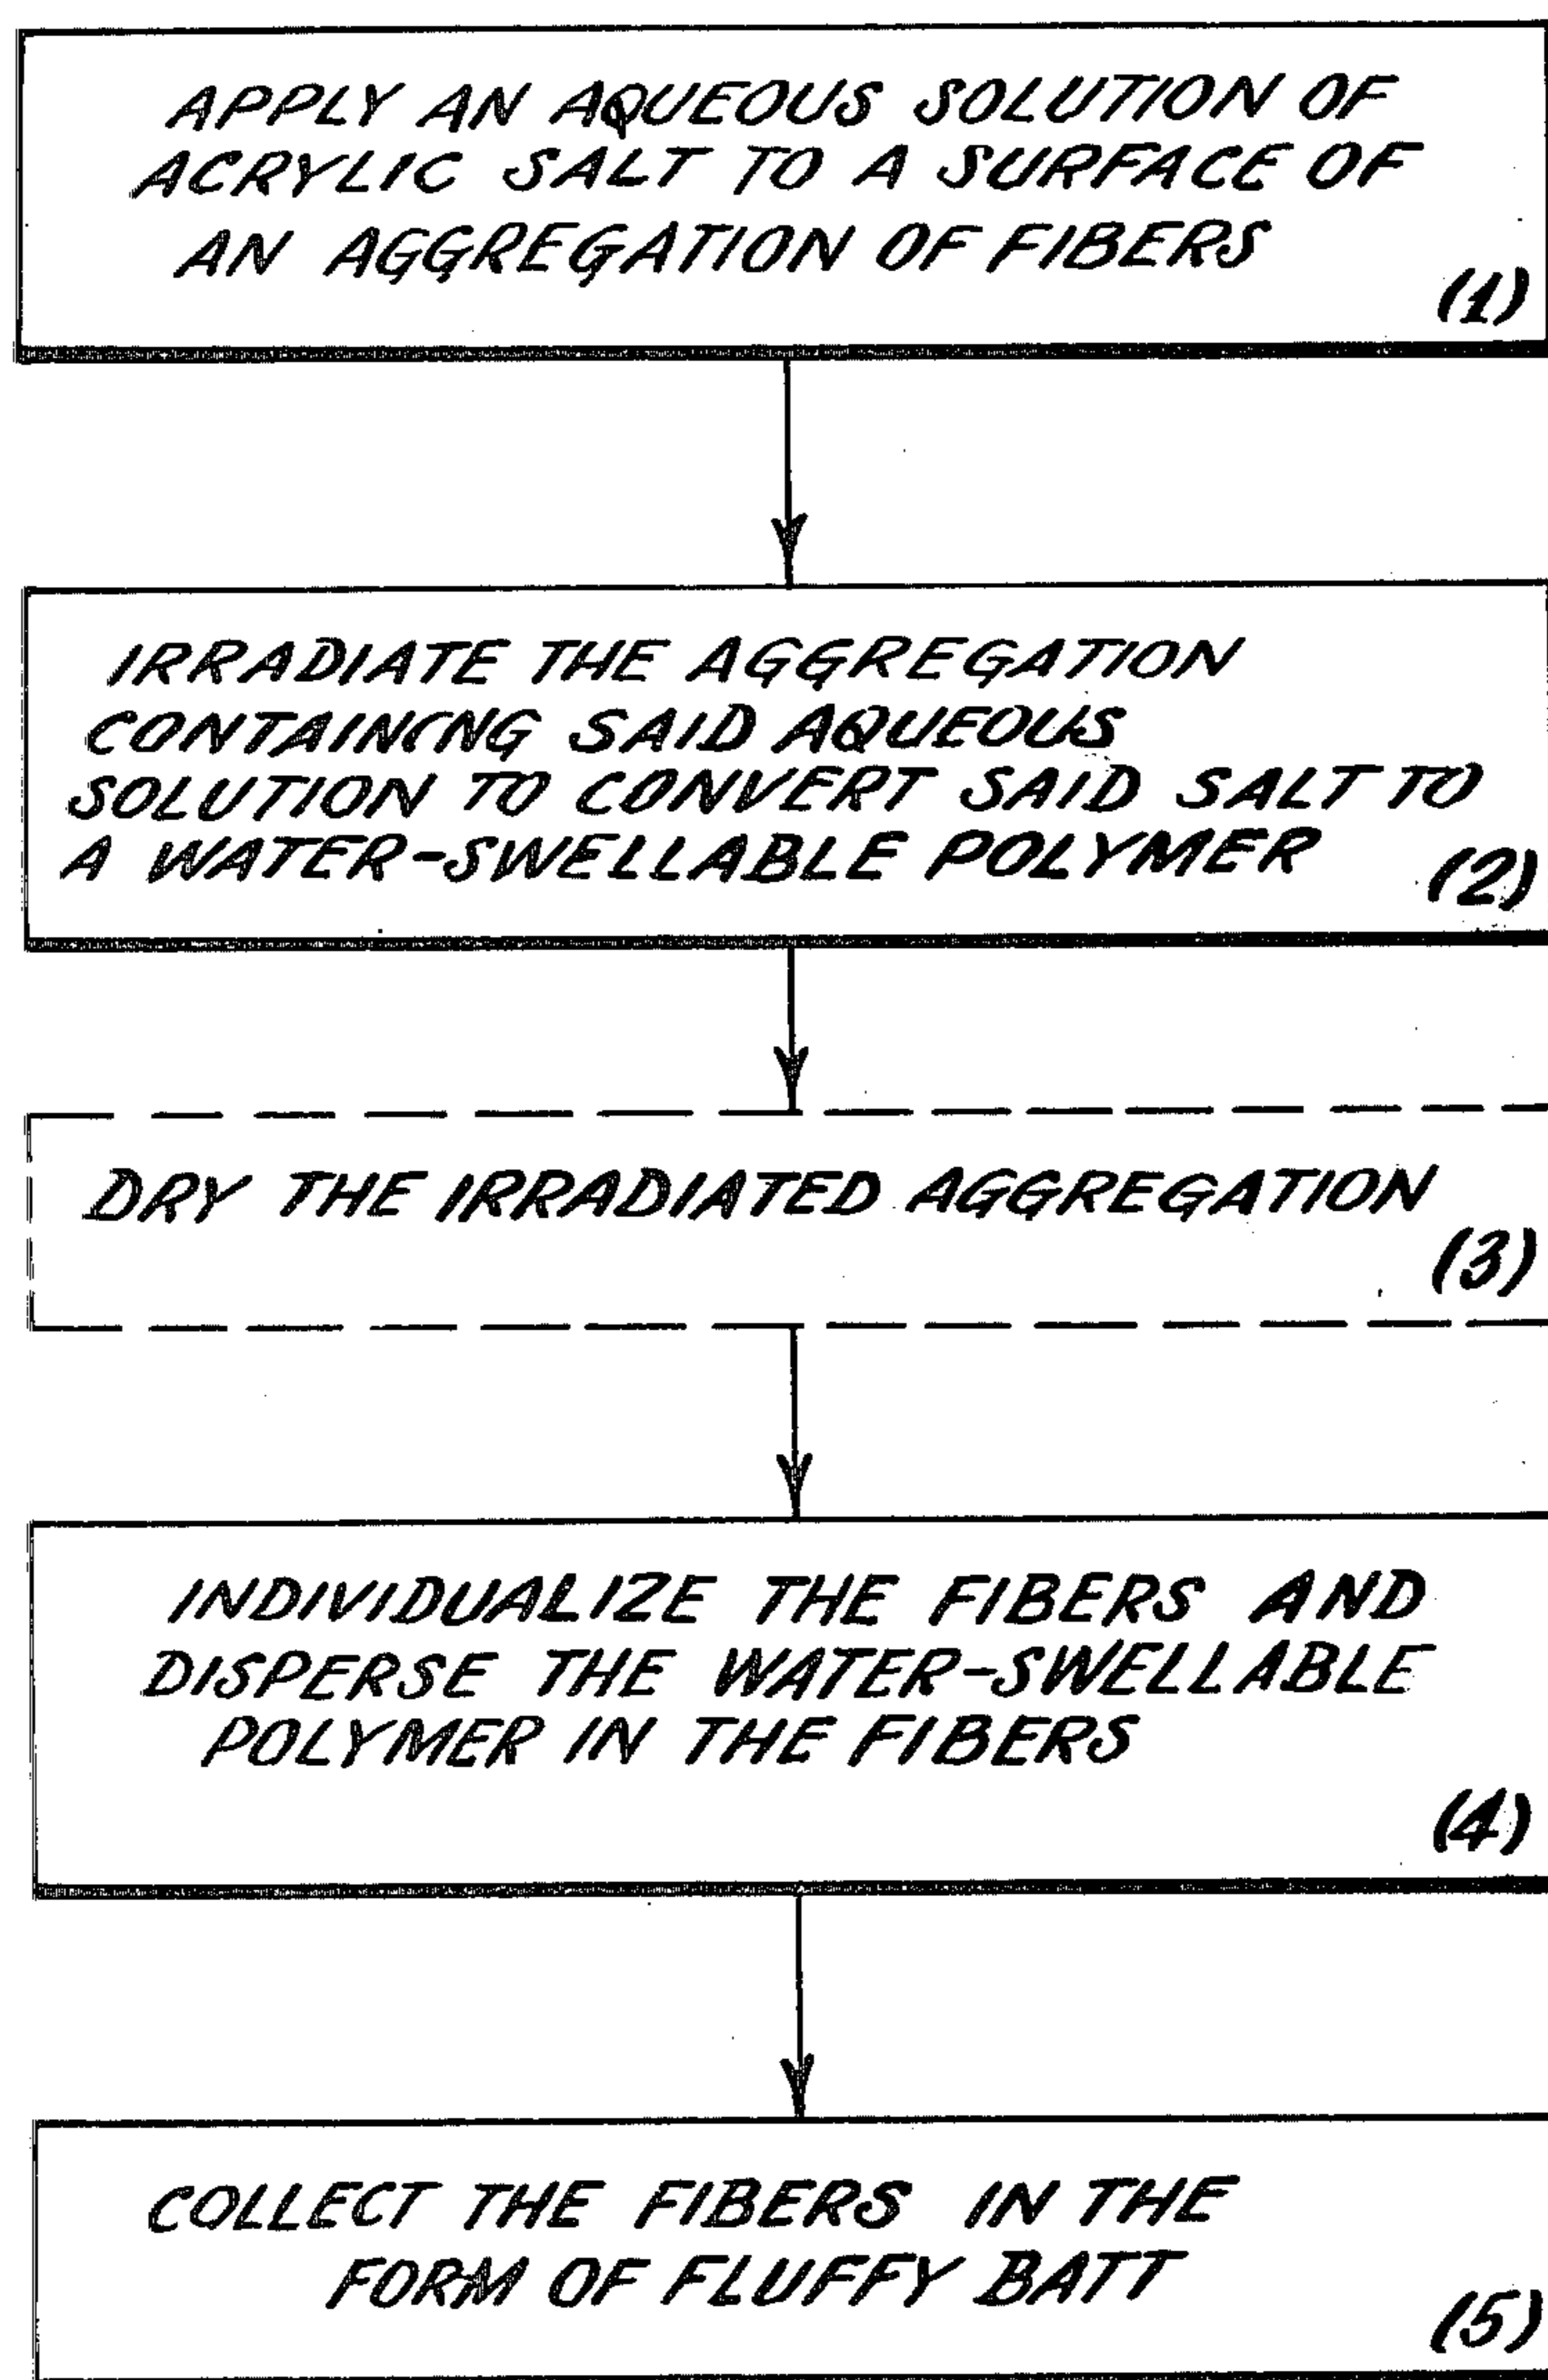 APPLY AN AQUEOUS SOLUTION OF
ACRYLIC SALT TO A SURFACE OF
AN AGGREGATION OF FIBERS
(1)
IRRADIATE THE AGGREGATION
CONTAINING SAID AQUEOUS
SOLUTION TO CONVERT SAID SALT TO
A WATER-SWELLABLE POLYMER (2)
DRY THE IRRADIATED AGGREGATION
(3)
INDIVIDUALIZE THE FIBERS AND
DISPERSE THE WATER-SWELLABLE
POLYMER IN THE FIBERS
(4)
COLLECT THE FIBERS IN THE
FORM OF FLUFFY BATT
(5)